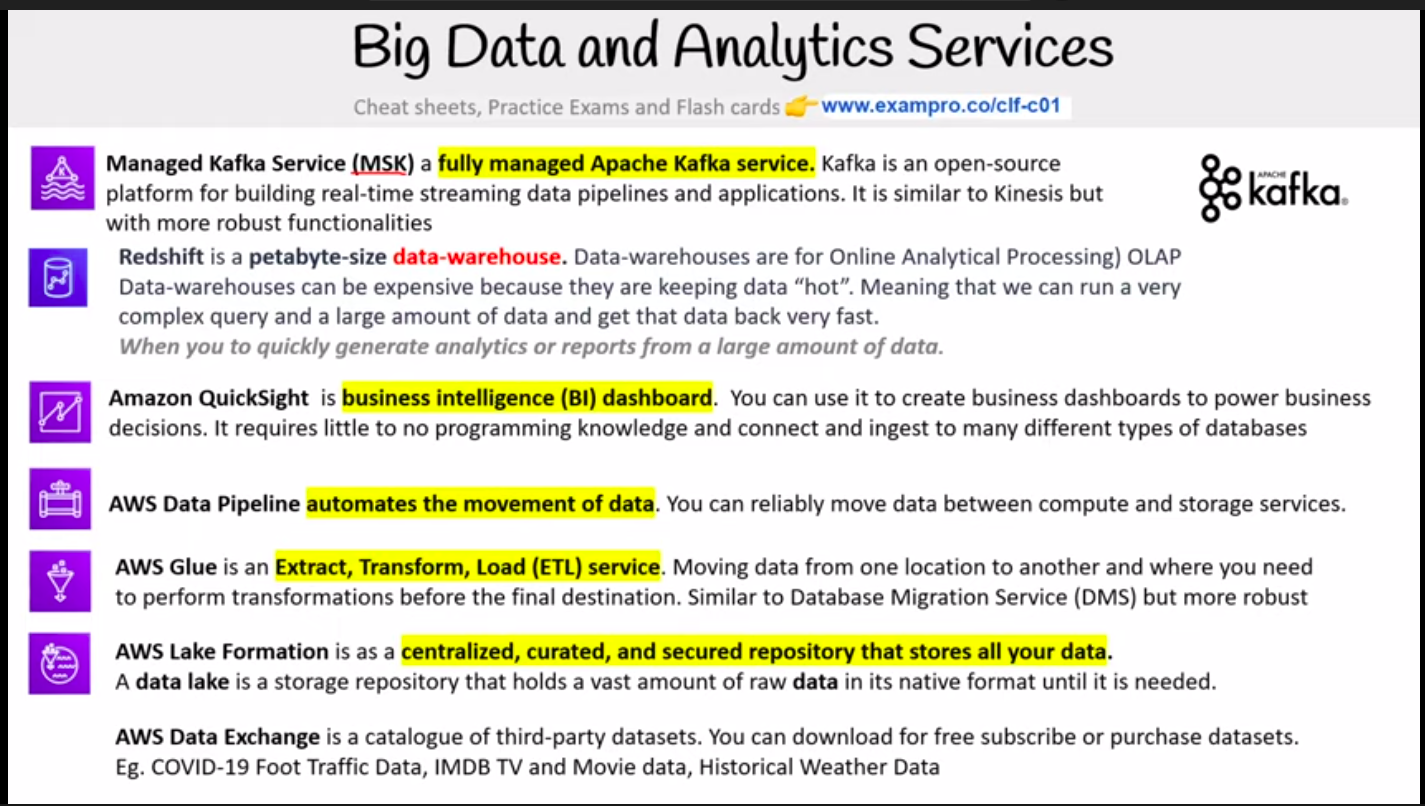 Big Data and Analytics Services
Cheat sheets, Practice Exams and Flash cards 👉 www.exampro.co/clf-c01
Managed Kafka Service (MSK) a fully managed Apache Kafka service. Kafka is an open-source
platform for building real-time streaming data pipelines and applications. It is similar to Kinesis but
with more robust functionalities
APACHE
kafka®
Redshift is a petabyte-size data-warehouse. Data-warehouses are for Online Analytical Processing) OLAP
Data-warehouses can be expensive because they are keeping data “hot”. Meaning that we can run a very
complex query and a large amount of data and get that data back very fast.
When you to quickly generate analytics or reports from a large amount of data.
Amazon QuickSight is business intelligence (BI) dashboard. You can use it to create business dashboards to power business
decisions. It requires little to no programming knowledge and connect and ingest to many different types of databases
AWS Data Pipeline automates the movement of data. You can reliably move data between compute and storage services.
AWS Glue is an Extract, Transform, Load (ETL) service. Moving data from one location to another and where you need
to perform transformations before the final destination. Similar to Database Migration Service (DMS) but more robust
AWS Lake Formation is as a centralized, curated, and secured repository that stores all your data.
A data lake is a storage repository that holds a vast amount of raw data in its native format until it is needed.
AWS Data Exchange is a catalogue of third-party datasets. You can download for free subscribe or purchase datasets.
Eg. COVID-19 Foot Traffic Data, IMDB TV and Movie data, Historical Weather Data